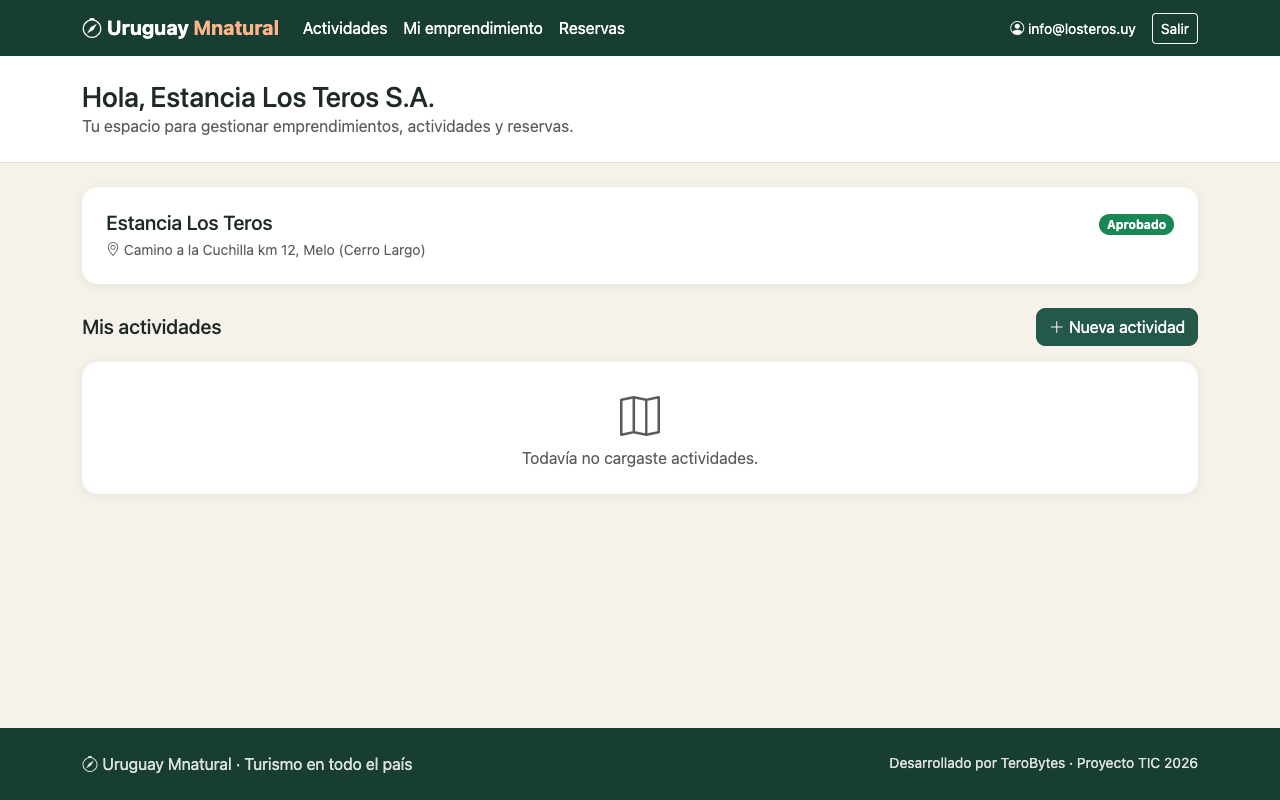 Uruguay Mnatural Actividades Mi emprendimiento Reservas info@losteros.uy Salir
Hola, Estancia Los Teros S.A.
Tu espacio para gestionar emprendimientos, actividades y reservas.
Estancia Los Teros Aprobado
Camino a la Cuchilla km 12, Melo (Cerro Largo)
Mis actividades Nueva actividad
Todavía no cargaste actividades.
Uruguay Mnatural · Turismo en todo el país Desarrollado por TeroBytes · Proyecto TIC 2026